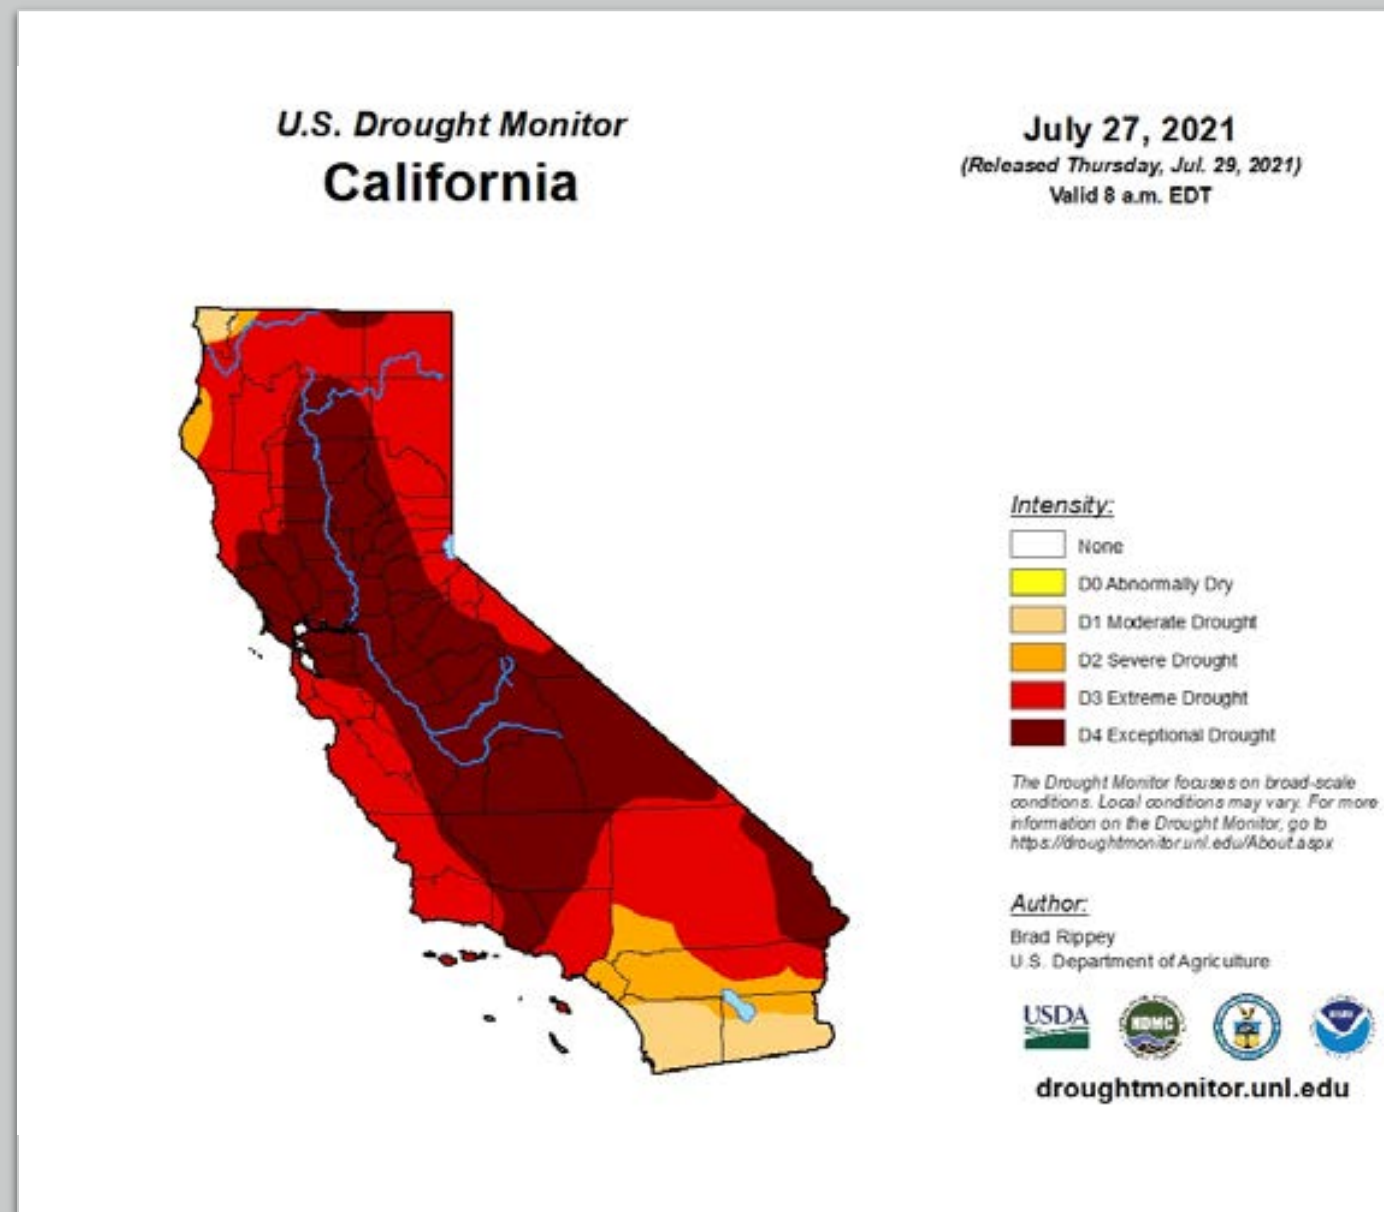 U.S. Drought Monitor
California
July 27, 2021
(Released Thursday, Jul. 29, 2021)
Valid 8 a.m. EDT
Intensity:
None
D0 Abnormally Dry
D1 Moderate Drought
D2 Severe Drought
D3 Extreme Drought
D4 Exceptional Drought
The Drought Monitor focuses on broad-scale
conditions. Local conditions may vary. For more
information on the Drought Monitor, go to
https://droughtmonitor.unl.edu/About.aspx
Author:
Brad Rippey
U.S. Department of Agriculture
USDA
NDMC
droughtmonitor.unl.edu